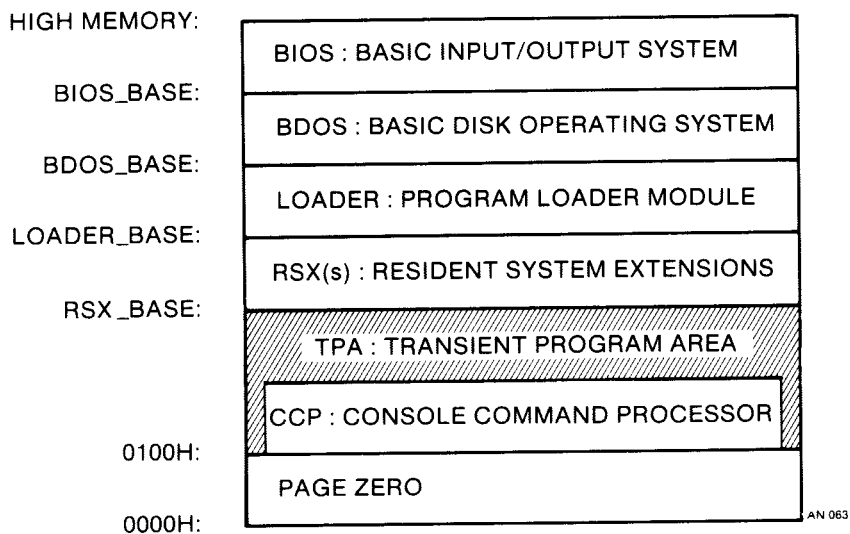 HIGH MEMORY:
BIOS : BASIC INPUT/OUTPUT SYSTEM
BIOS_BASE:
BDOS : BASIC DISK OPERATING SYSTEM
BDOS_BASE:
LOADER : PROGRAM LOADER MODULE
LOADER_BASE:
RSX(s) : RESIDENT SYSTEM EXTENSIONS
RSX_BASE:
TPA : TRANSIENT PROGRAM AREA
CCP : CONSOLE COMMAND PROCESSOR
0100H:
PAGE ZERO
0000H:
AN 063